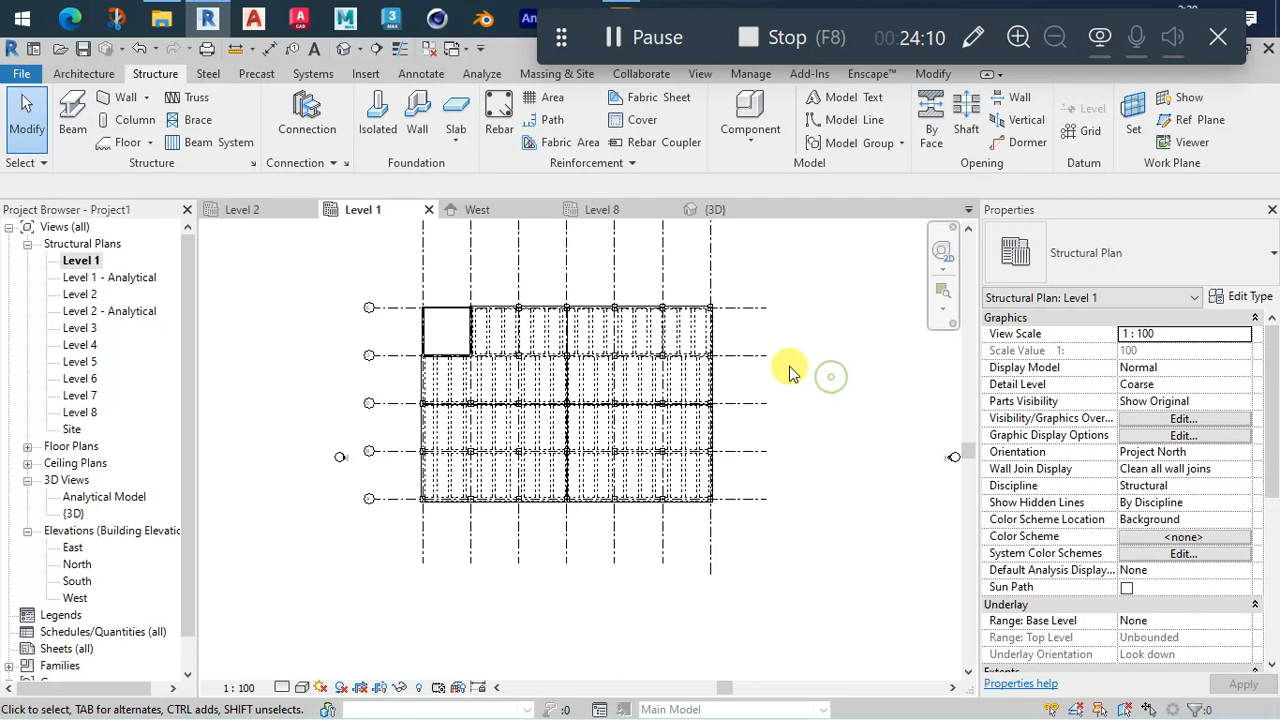 An
2:20
Pause
Stop (F8)
00:24:10
File
Architecture
Structure
Steel
Precast
Systems
Insert
Annotate
Analyze
Massing & Site
Collaborate
View
Manage
Add-Ins
Enscape™
Modify
Modify
Beam
Wall
Column
Floor
Truss
Brace
Beam System
Connection
Isolated
Wall
Slab
Rebar
Area
Path
Fabric Area
Fabric Sheet
Cover
Rebar Coupler
Component
Model Text
Model Line
Model Group
By Face
Shaft
Wall
Vertical
Dormer
Level
Grid
Set
Show
Ref Plane
Viewer
Select
Structure
Connection
Foundation
Reinforcement
Model
Opening
Datum
Work Plane
Project Browser - Project1
Level 2
Level 1
West
Level 8
{3D}
Properties
Views (all)
Structural Plans
Level 1
Level 1 - Analytical
Level 2
Level 2 - Analytical
Level 3
Level 4
Level 5
Level 6
Level 7
Level 8
Site
Floor Plans
Ceiling Plans
3D Views
Analytical Model
{3D}
Elevations (Building Elevatio
East
North
South
West
Legends
Schedules/Quantities (all)
Sheets (all)
Families
2D
Structural Plan
Structural Plan: Level 1
Edit Type
Graphics
View Scale 1 : 100
Scale Value 1: 100
Display Model Normal
Detail Level Coarse
Parts Visibility Show Original
Visibility/Graphics Over... Edit...
Graphic Display Options Edit...
Orientation Project North
Wall Join Display Clean all wall joins
Discipline Structural
Show Hidden Lines By Discipline
Color Scheme Location Background
Color Scheme <none>
System Color Schemes Edit...
Default Analysis Display... None
Sun Path
Underlay
Range: Base Level None
Range: Top Level Unbounded
Underlay Orientation Look down
Extents
Properties help
Apply
1 : 100
Click to select, TAB for alternates, CTRL adds, SHIFT unselects.
:0
Main Model
:0